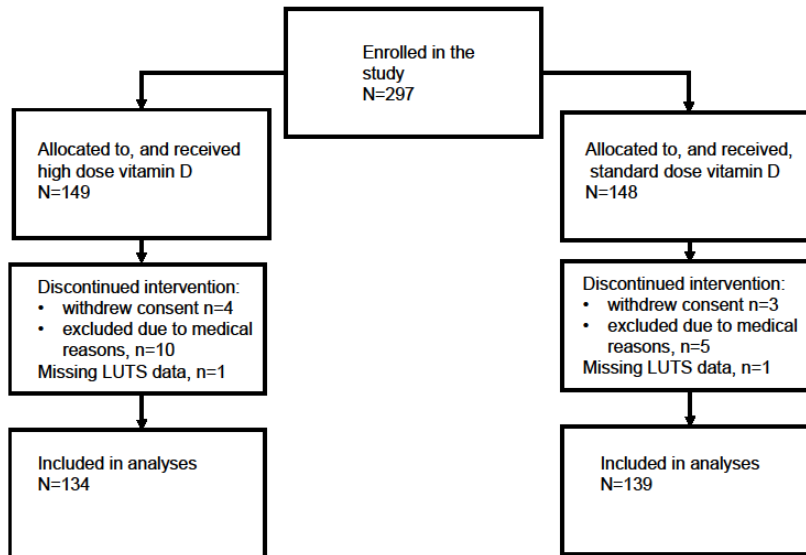 Enrolled in the
study
N=297
Allocated to, and received
high dose vitamin D
N=149
Allocated to, and received,
standard dose vitamin D
N=148
Discontinued intervention:
• withdrew consent n=4
• excluded due to medical
reasons, n=10
Missing LUTS data, n=1
Discontinued intervention:
• withdrew consent n=3
• excluded due to medical
reasons, n=5
Missing LUTS data, n=1
Included in analyses
N=134
Included in analyses
N=139